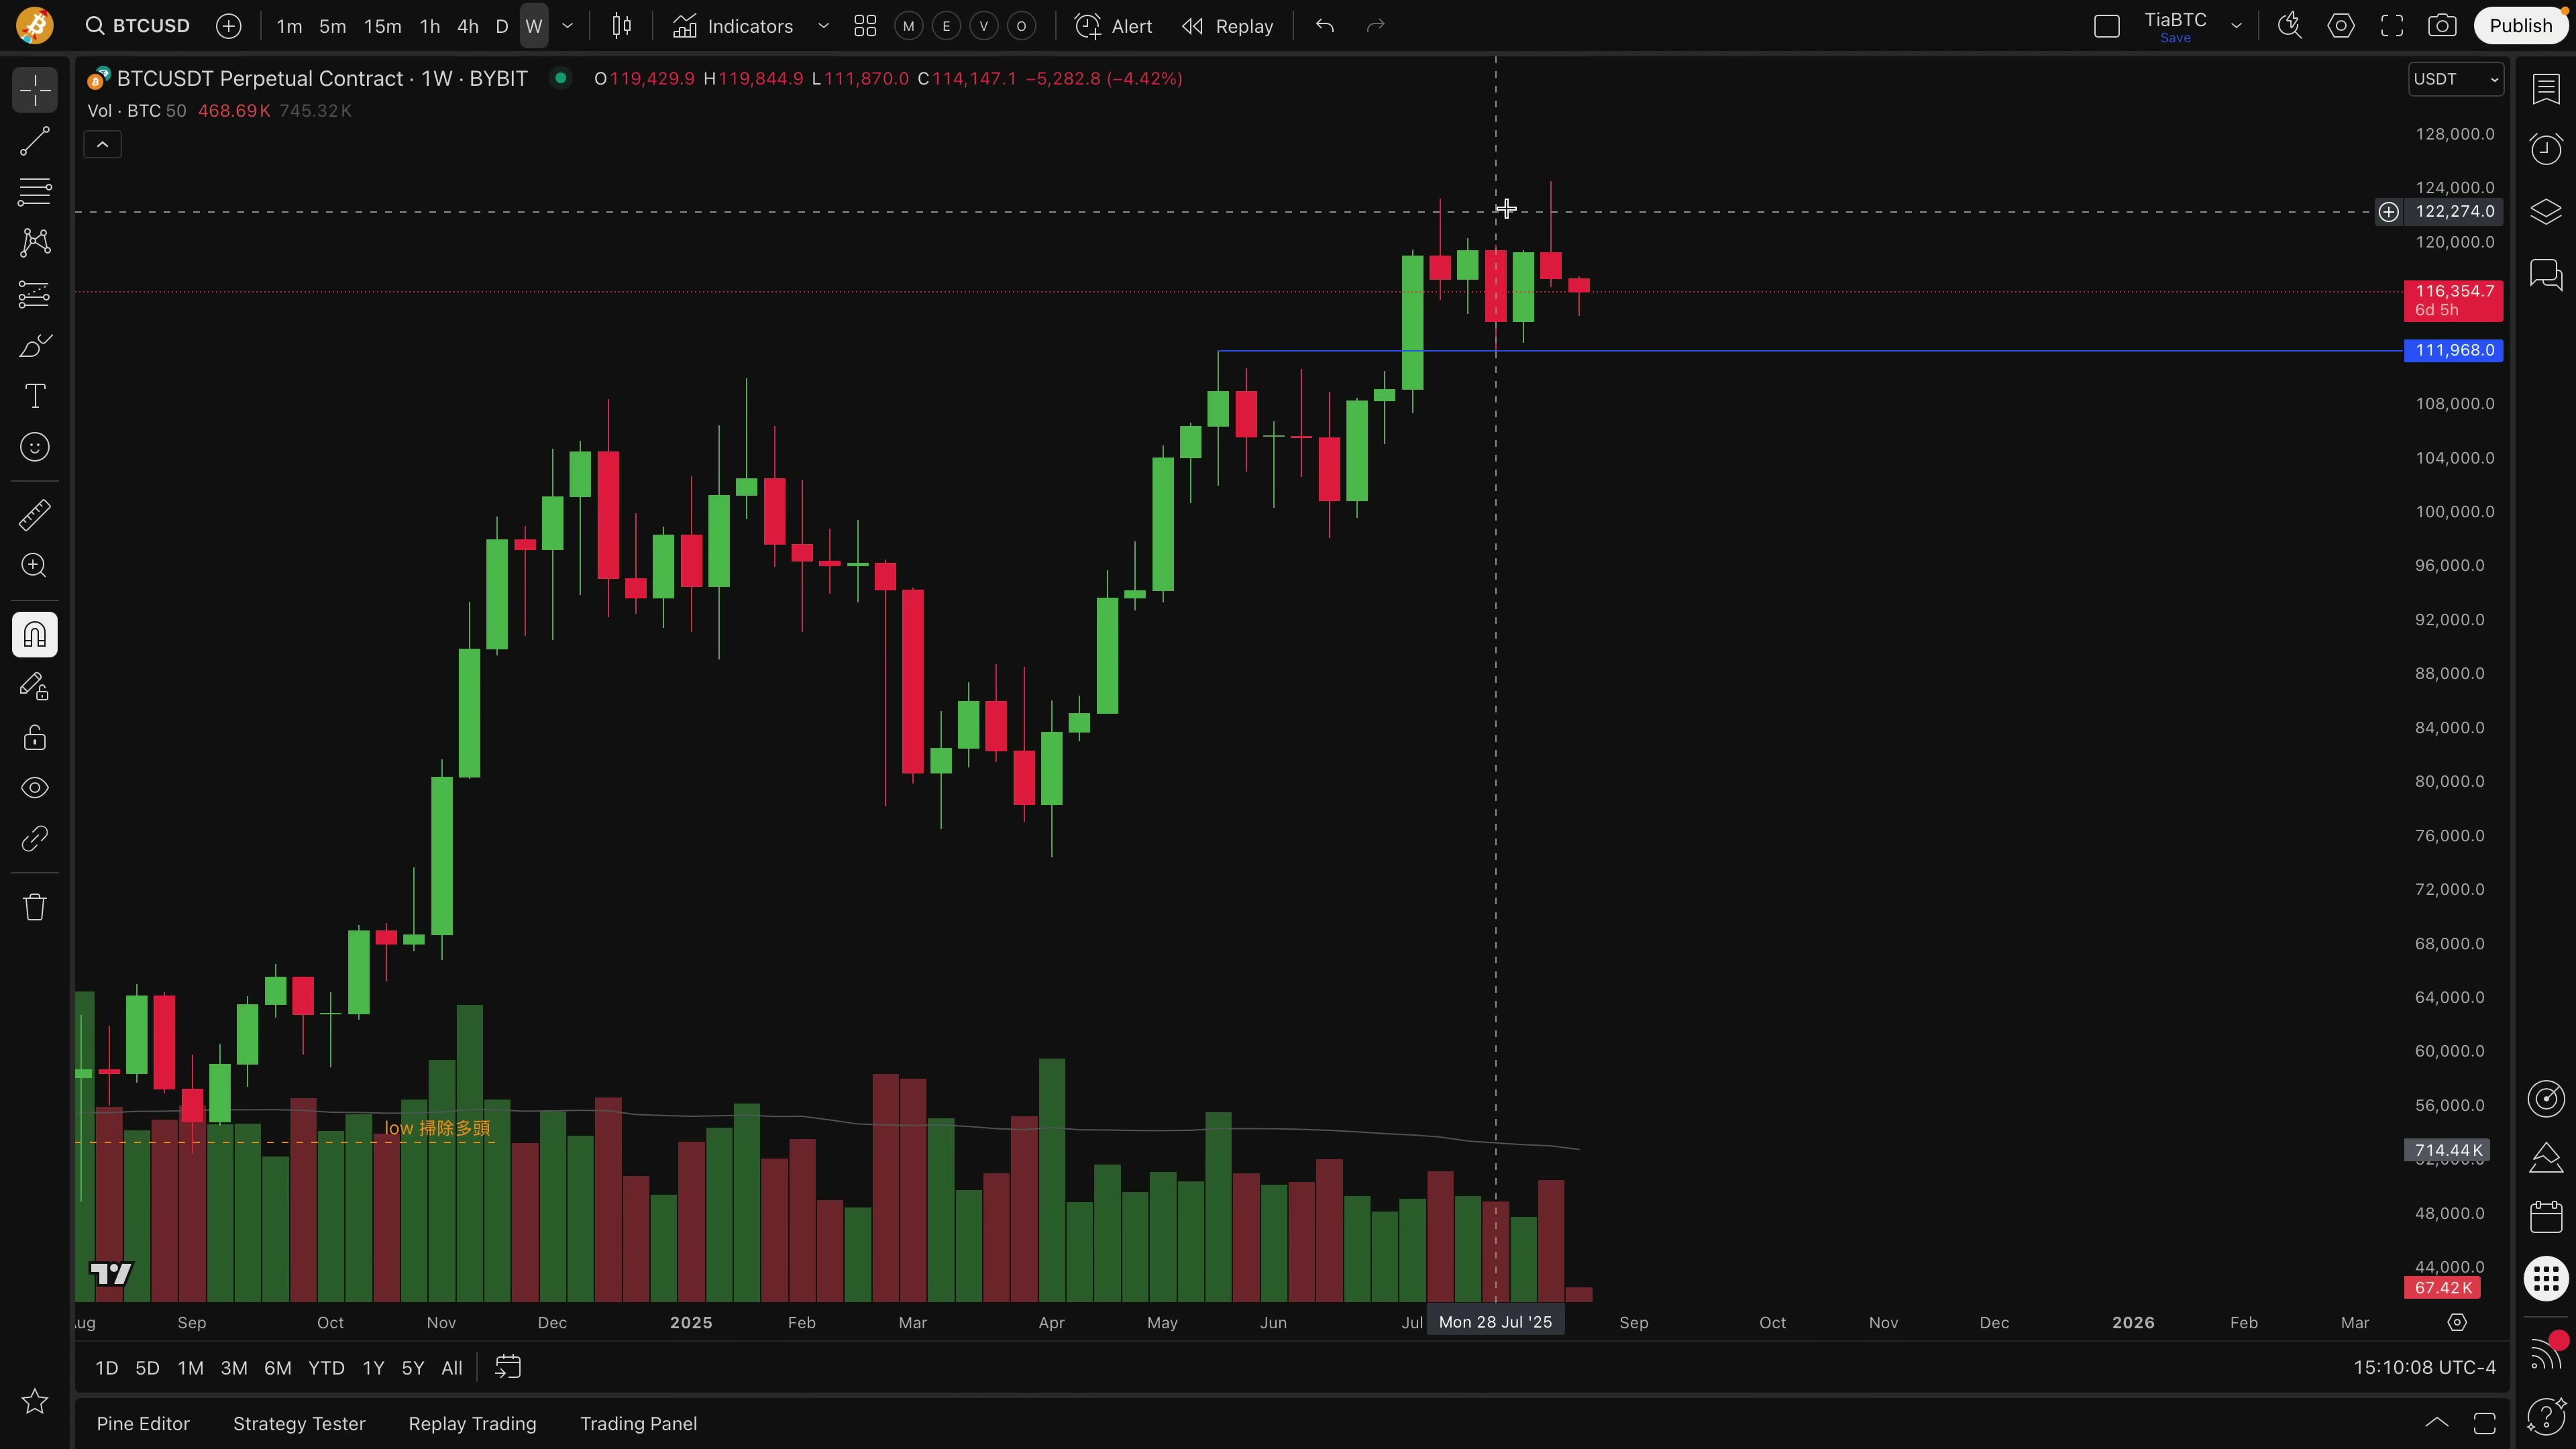 BTCUSD 1m 5m 15m 1h 4h D W Indicators M E V O Alert Replay TiaBTC Save Publish
BTCUSDT Perpetual Contract · 1W · BYBIT O119,429.9 H119,844.9 L111,870.0 C114,147.1 −5,282.8 (−4.42%)
USDT
Vol · BTC 50 468.69K 745.32K
128,000.0
124,000.0
122,274.0
120,000.0
116,354.7
6d 5h
111,968.0
108,000.0
104,000.0
100,000.0
96,000.0
92,000.0
88,000.0
84,000.0
80,000.0
76,000.0
72,000.0
68,000.0
64,000.0
60,000.0
56,000.0
low 掃除多頭
714.44K
48,000.0
44,000.0
67.42K
Sep Oct Nov Dec 2025 Feb Mar Apr May Jun Jul Mon 28 Jul '25 Sep Oct Nov Dec 2026 Feb Mar
1D 5D 1M 3M 6M YTD 1Y 5Y All 15:10:08 UTC-4
Pine Editor Strategy Tester Replay Trading Trading Panel